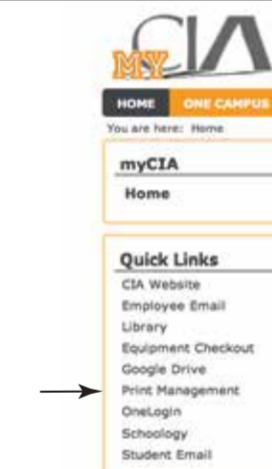 MY CIA
HOME ONE CAMPUS
You are here: Home
myCIA
Home
Quick Links
CIA Website
Employee Email
Library
Equipment Checkout
Google Drive
Print Management
OneLogin
Schoology
Student Email